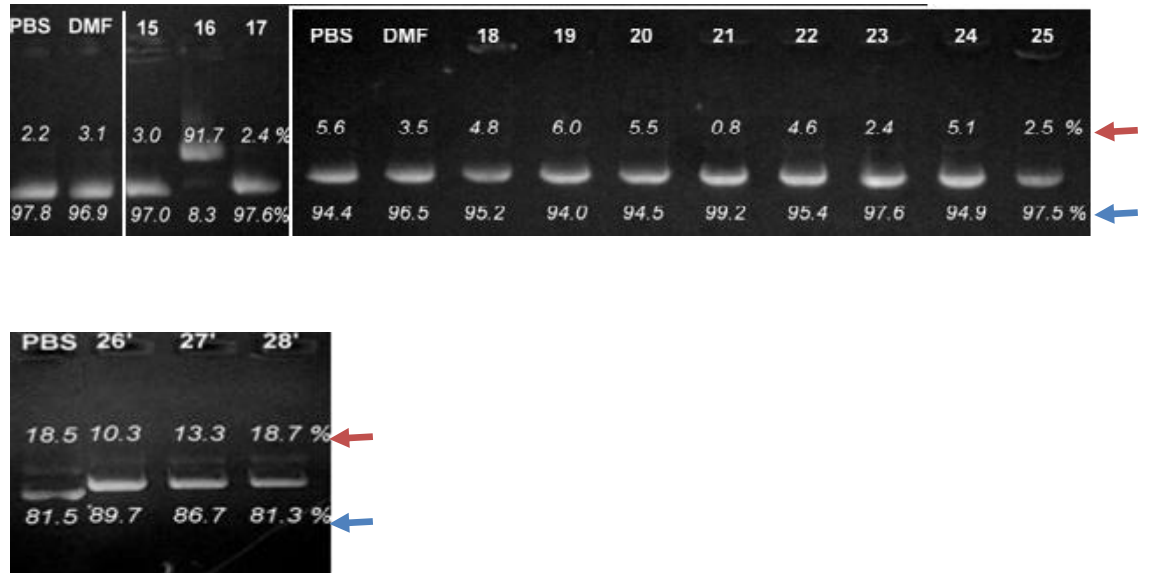 PBS DMF 15 16 17 PBS DMF 18 19 20 21 22 23 24 25
2.2 3.1 3.0 91.7 2.4 % 5.6 3.5 4.8 6.0 5.5 0.8 4.6 2.4 5.1 2.5 %
97.8 96.9 97.0 8.3 97.6% 94.4 96.5 95.2 94.0 94.5 99.2 95.4 97.6 94.9 97.5 %
PBS 26' 27' 28'
18.5 10.3 13.3 18.7 %
81.5 89.7 86.7 81.3 %